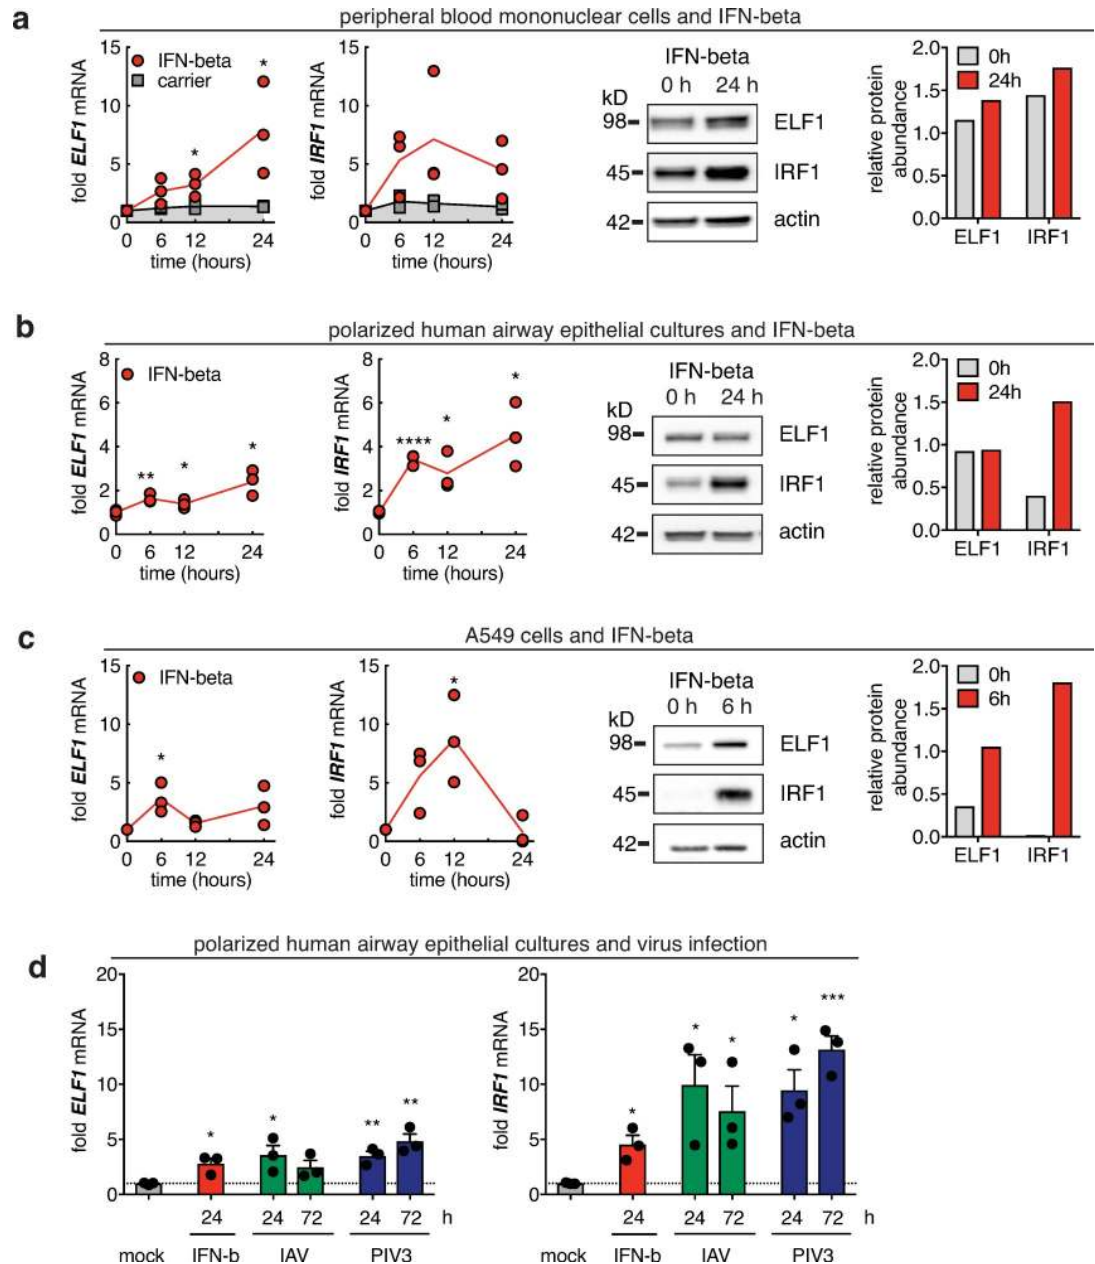 a
peripheral blood mononuclear cells and IFN-beta
fold ELF1 mRNA
15
10
5
0
IFN-beta
carrier
*
*
0 6 12 24
time (hours)
fold IRF1 mRNA
15
10
5
0
0 6 12 24
time (hours)
IFN-beta
0 h 24 h
kD
98 ELF1
45 IRF1
42 actin
relative protein abundance
2.0
1.5
1.0
0.5
0.0
0h
24h
ELF1 IRF1
b
polarized human airway epithelial cultures and IFN-beta
fold ELF1 mRNA
8
6
4
2
0
IFN-beta
** * *
0 6 12 24
time (hours)
fold IRF1 mRNA
8
6
4
2
0
**** * *
0 6 12 24
time (hours)
IFN-beta
0 h 24 h
kD
98 ELF1
45 IRF1
42 actin
relative protein abundance
2.0
1.5
1.0
0.5
0.0
0h
24h
ELF1 IRF1
c
A549 cells and IFN-beta
fold ELF1 mRNA
15
10
5
0
IFN-beta
*
0 6 12 24
time (hours)
fold IRF1 mRNA
15
10
5
0
*
0 6 12 24
time (hours)
IFN-beta
0 h 6 h
kD
98 ELF1
45 IRF1
42 actin
relative protein abundance
2.0
1.5
1.0
0.5
0.0
0h
6h
ELF1 IRF1
d
polarized human airway epithelial cultures and virus infection
fold ELF1 mRNA
20
15
10
5
0
* * ** **
24 24 72 24 72 h
mock IFN-b IAV PIV3
fold IRF1 mRNA
20
15
10
5
0
* * * * ***
24 24 72 24 72 h
mock IFN-b IAV PIV3